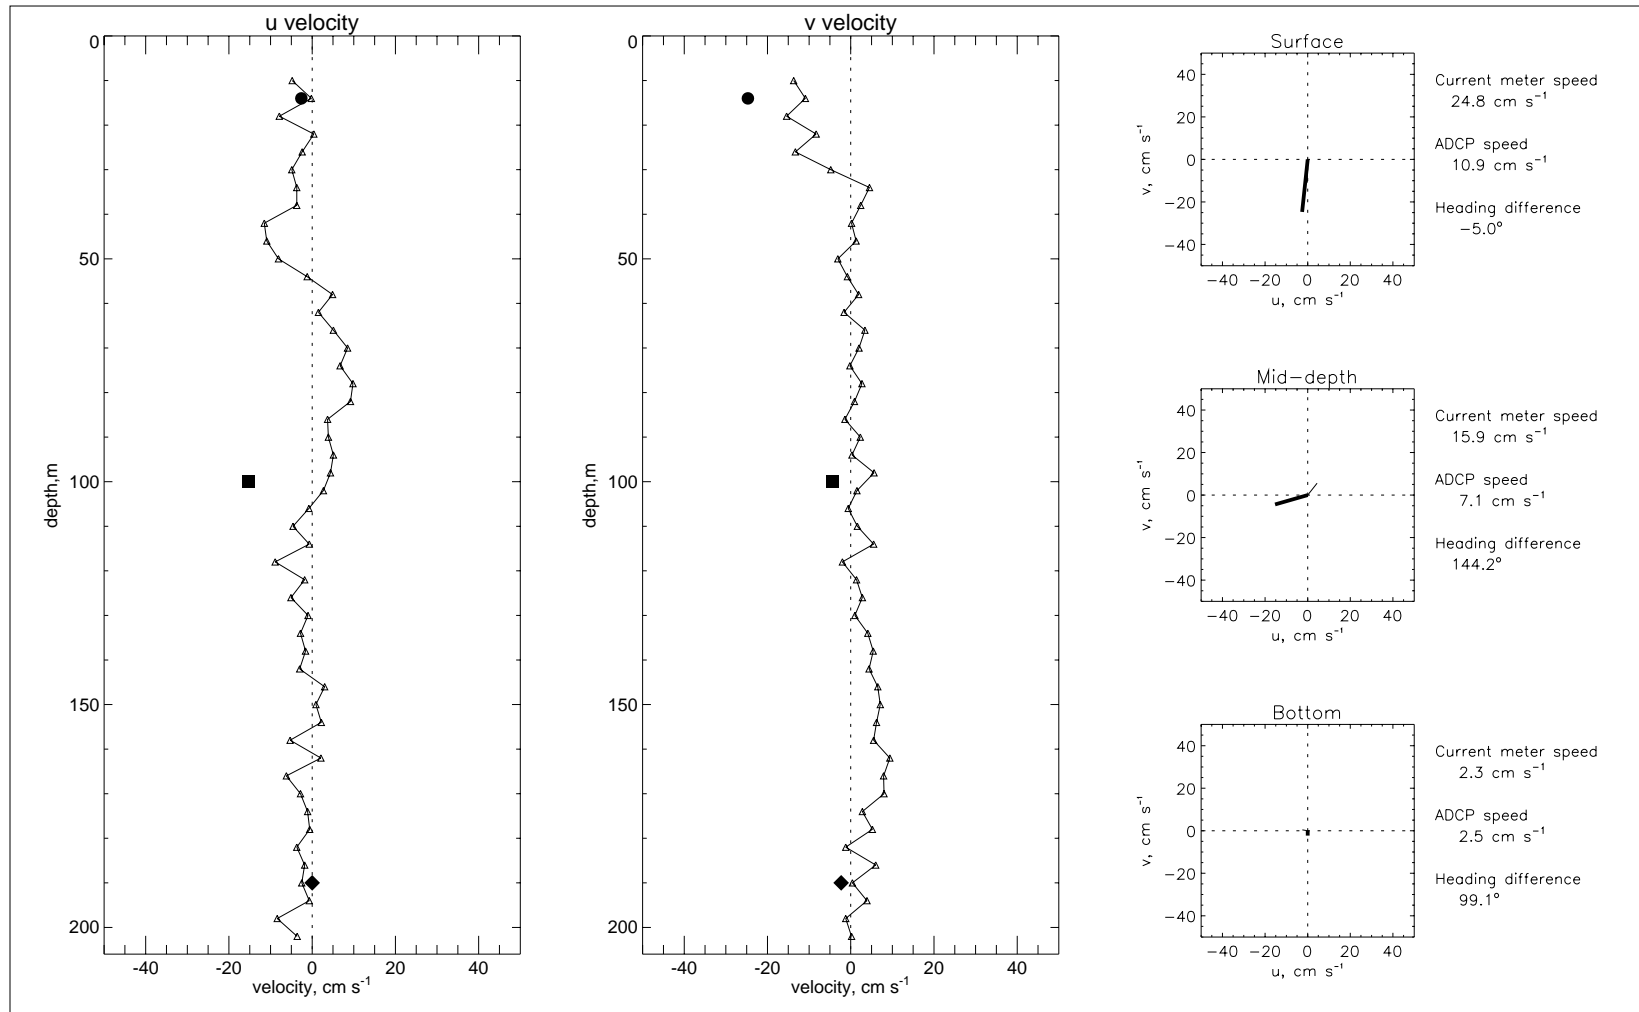 u velocity
0
50
100
150
200
depth,m
-40 -20 0 20 40
velocity, cm s⁻¹
v velocity
0
50
100
150
200
depth,m
-40 -20 0 20 40
velocity, cm s⁻¹
Surface
40
20
0
−20
−40
v, cm s⁻¹
−40 −20 0 20 40
u, cm s⁻¹
Current meter speed
24.8 cm s⁻¹
ADCP speed
10.9 cm s⁻¹
Heading difference
−5.0°
Mid−depth
40
20
0
−20
−40
v, cm s⁻¹
−40 −20 0 20 40
u, cm s⁻¹
Current meter speed
15.9 cm s⁻¹
ADCP speed
7.1 cm s⁻¹
Heading difference
144.2°
Bottom
40
20
0
−20
−40
v, cm s⁻¹
−40 −20 0 20 40
u, cm s⁻¹
Current meter speed
2.3 cm s⁻¹
ADCP speed
2.5 cm s⁻¹
Heading difference
99.1°